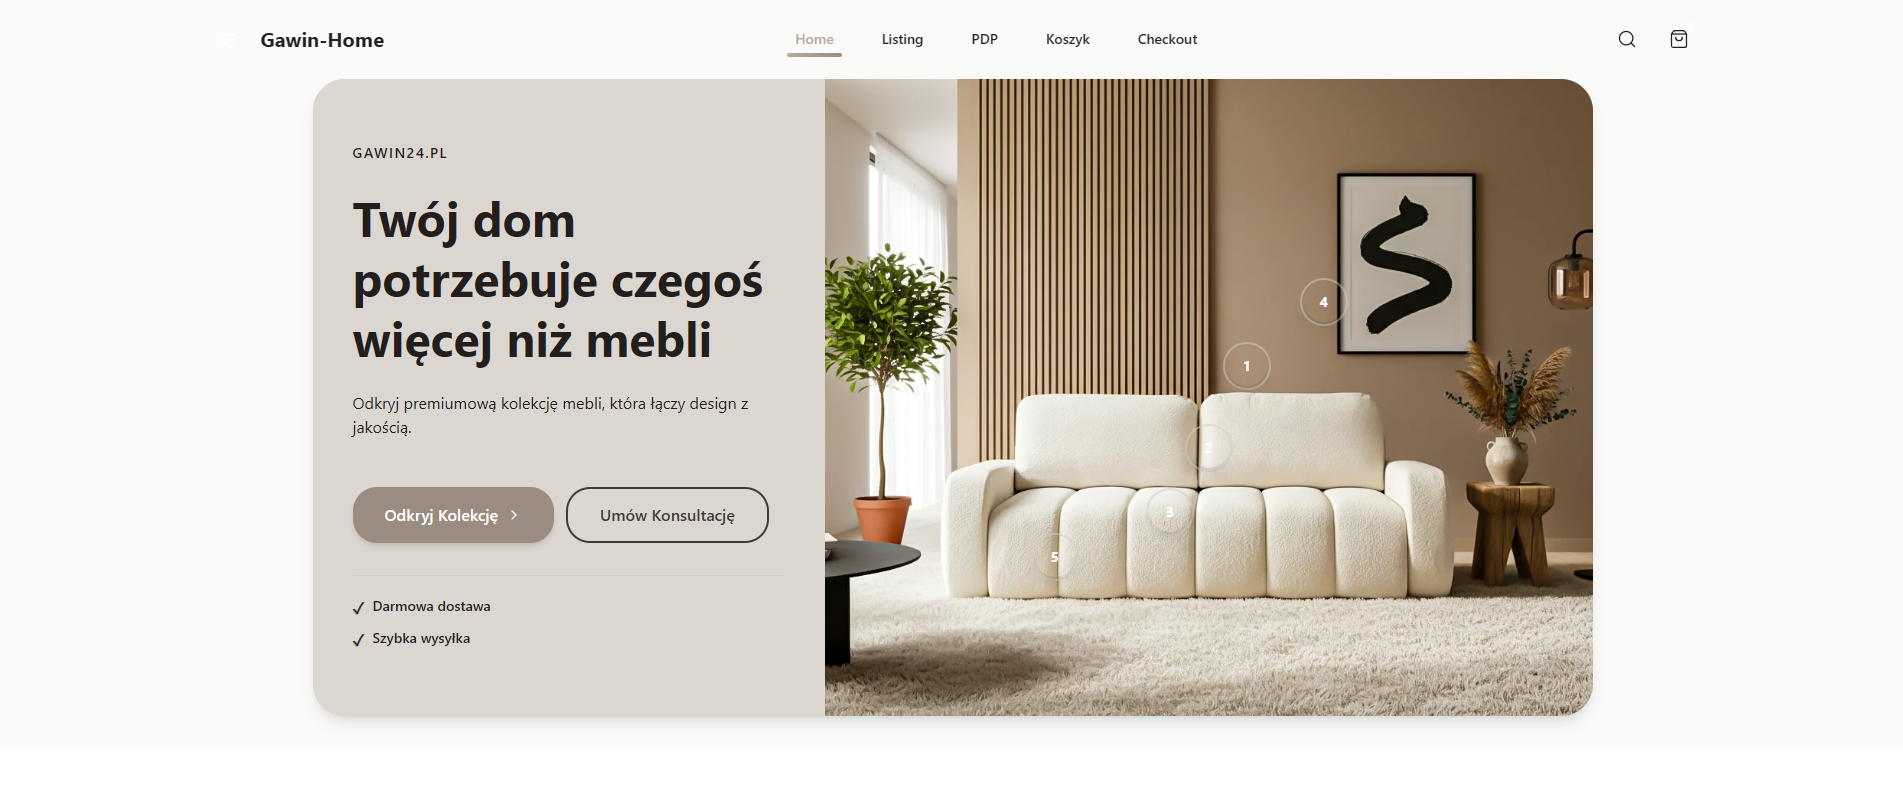 G Gawin-Home
Home Listing PDP Koszyk Checkout
GAWIN24.PL
Twój dom
potrzebuje czegoś
więcej niż mebli
Odkryj premiumową kolekcję mebli, która łączy design z
jakością.
Odkryj Kolekcję
Umów Konsultację
✓ Darmowa dostawa
✓ Szybka wysyłka
4
1
2
3
5